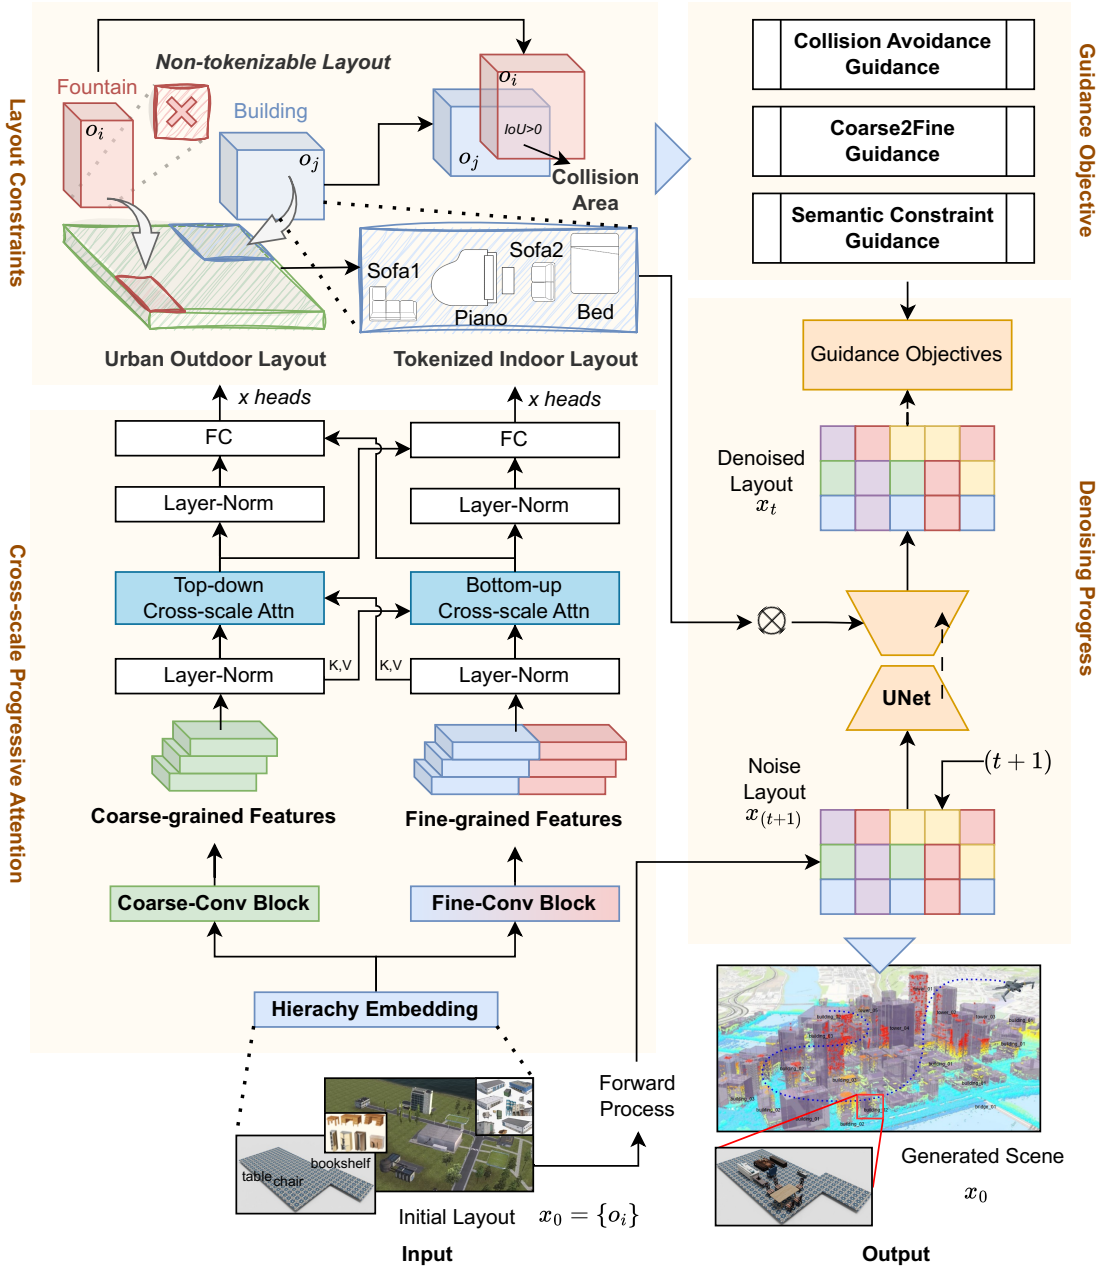 Layout Constraints
Non-tokenizable Layout
Fountain
o_i
Building
o_j
o_i
IoU>0
o_j
Collision
Area
Sofa1
Sofa2
Piano
Bed
Urban Outdoor Layout
Tokenized Indoor Layout
Guidance Objective
Collision Avoidance
Guidance
Coarse2Fine
Guidance
Semantic Constraint
Guidance
Cross-scale Progressive Attention
x heads
x heads
FC
FC
Layer-Norm
Layer-Norm
Top-down
Cross-scale Attn
Bottom-up
Cross-scale Attn
K,V
K,V
Layer-Norm
Layer-Norm
Coarse-grained Features
Fine-grained Features
Coarse-Conv Block
Fine-Conv Block
Hierachy Embedding
Denoising Progress
Guidance Objectives
Denoised
Layout
x_t
UNet
Noise
Layout
x_{(t+1)}
(t + 1)
Forward
Process
table
chair
bookshelf
Initial Layout
x_0 = {o_i}
Input
Generated Scene
x_0
Output